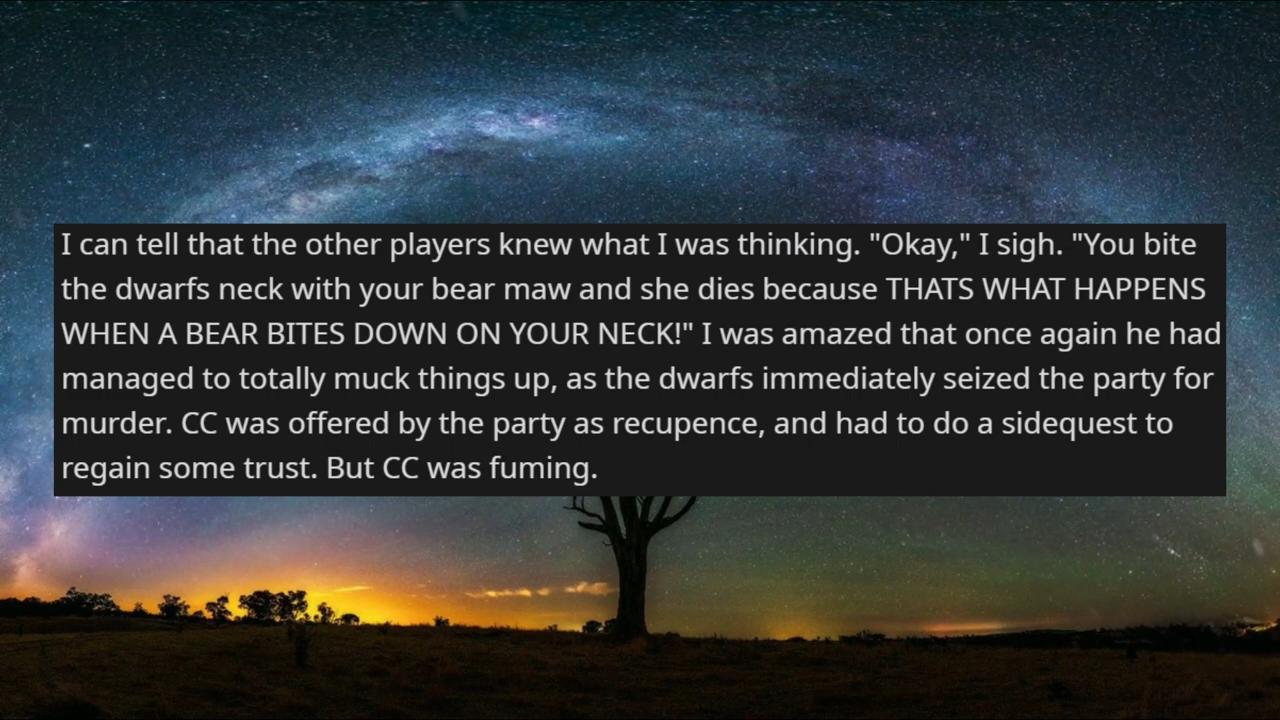 I can tell that the other players knew what I was thinking. "Okay," I sigh. "You bite
the dwarfs neck with your bear maw and she dies because THATS WHAT HAPPENS
WHEN A BEAR BITES DOWN ON YOUR NECK!" I was amazed that once again he had
managed to totally muck things up, as the dwarfs immediately seized the party for
murder. CC was offered by the party as recupence, and had to do a sidequest to
regain some trust. But CC was fuming.